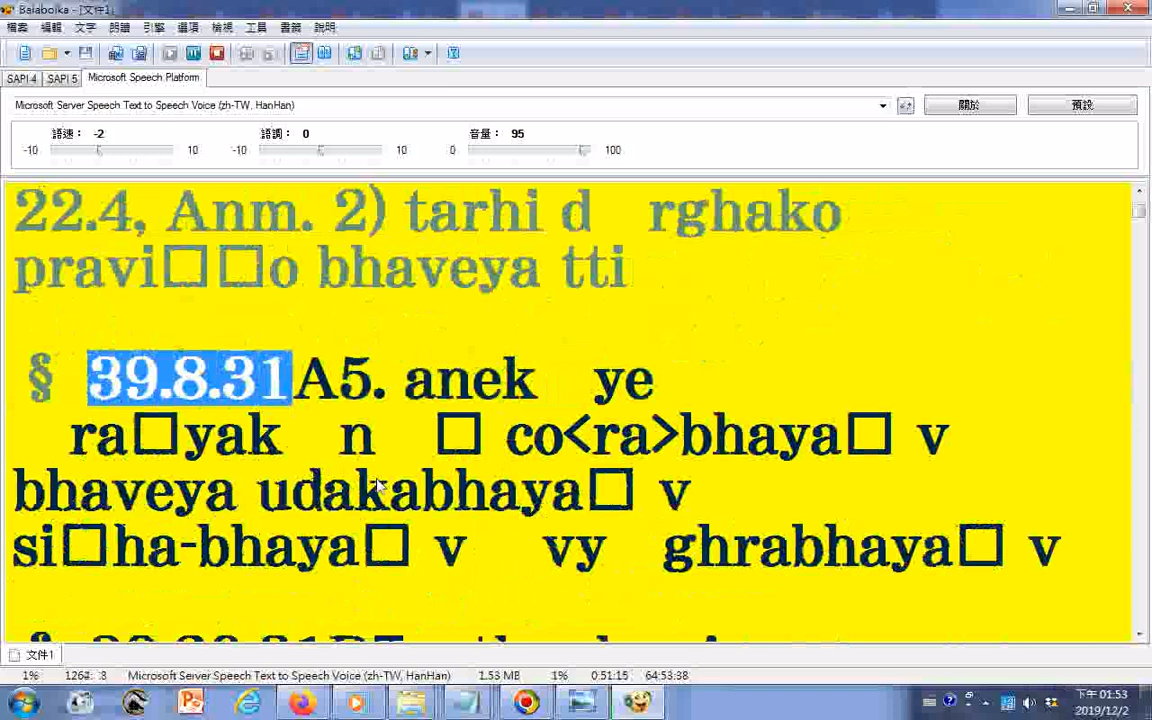 Balabolka - [文件1]
檔案 編輯 文字 朗讀 引擎 選項 檢視 工具 書籤 說明
SAPI 4 SAPI 5 Microsoft Speech Platform
Microsoft Server Speech Text to Speech Voice (zh-TW, HanHan) 關於 預設
語速： -2 語調： 0 音量： 95
-10 10 -10 10 0 100
22.4, Anm. 2) tarhi d rghako
pravi□□o bhaveya tti
§ 39.8.31A5. anek ye
ra□yak n □ co<ra>bhaya□ v
bhaveya udakabhaya□ v
si□ha-bhaya□ v vy ghrabhaya□ v
文件1
1% 126: 8 Microsoft Server Speech Text to Speech Voice (zh-TW, HanHan) 1.53 MB 1% 0:51:15 64:53:38
下午 01:53
2019/12/2